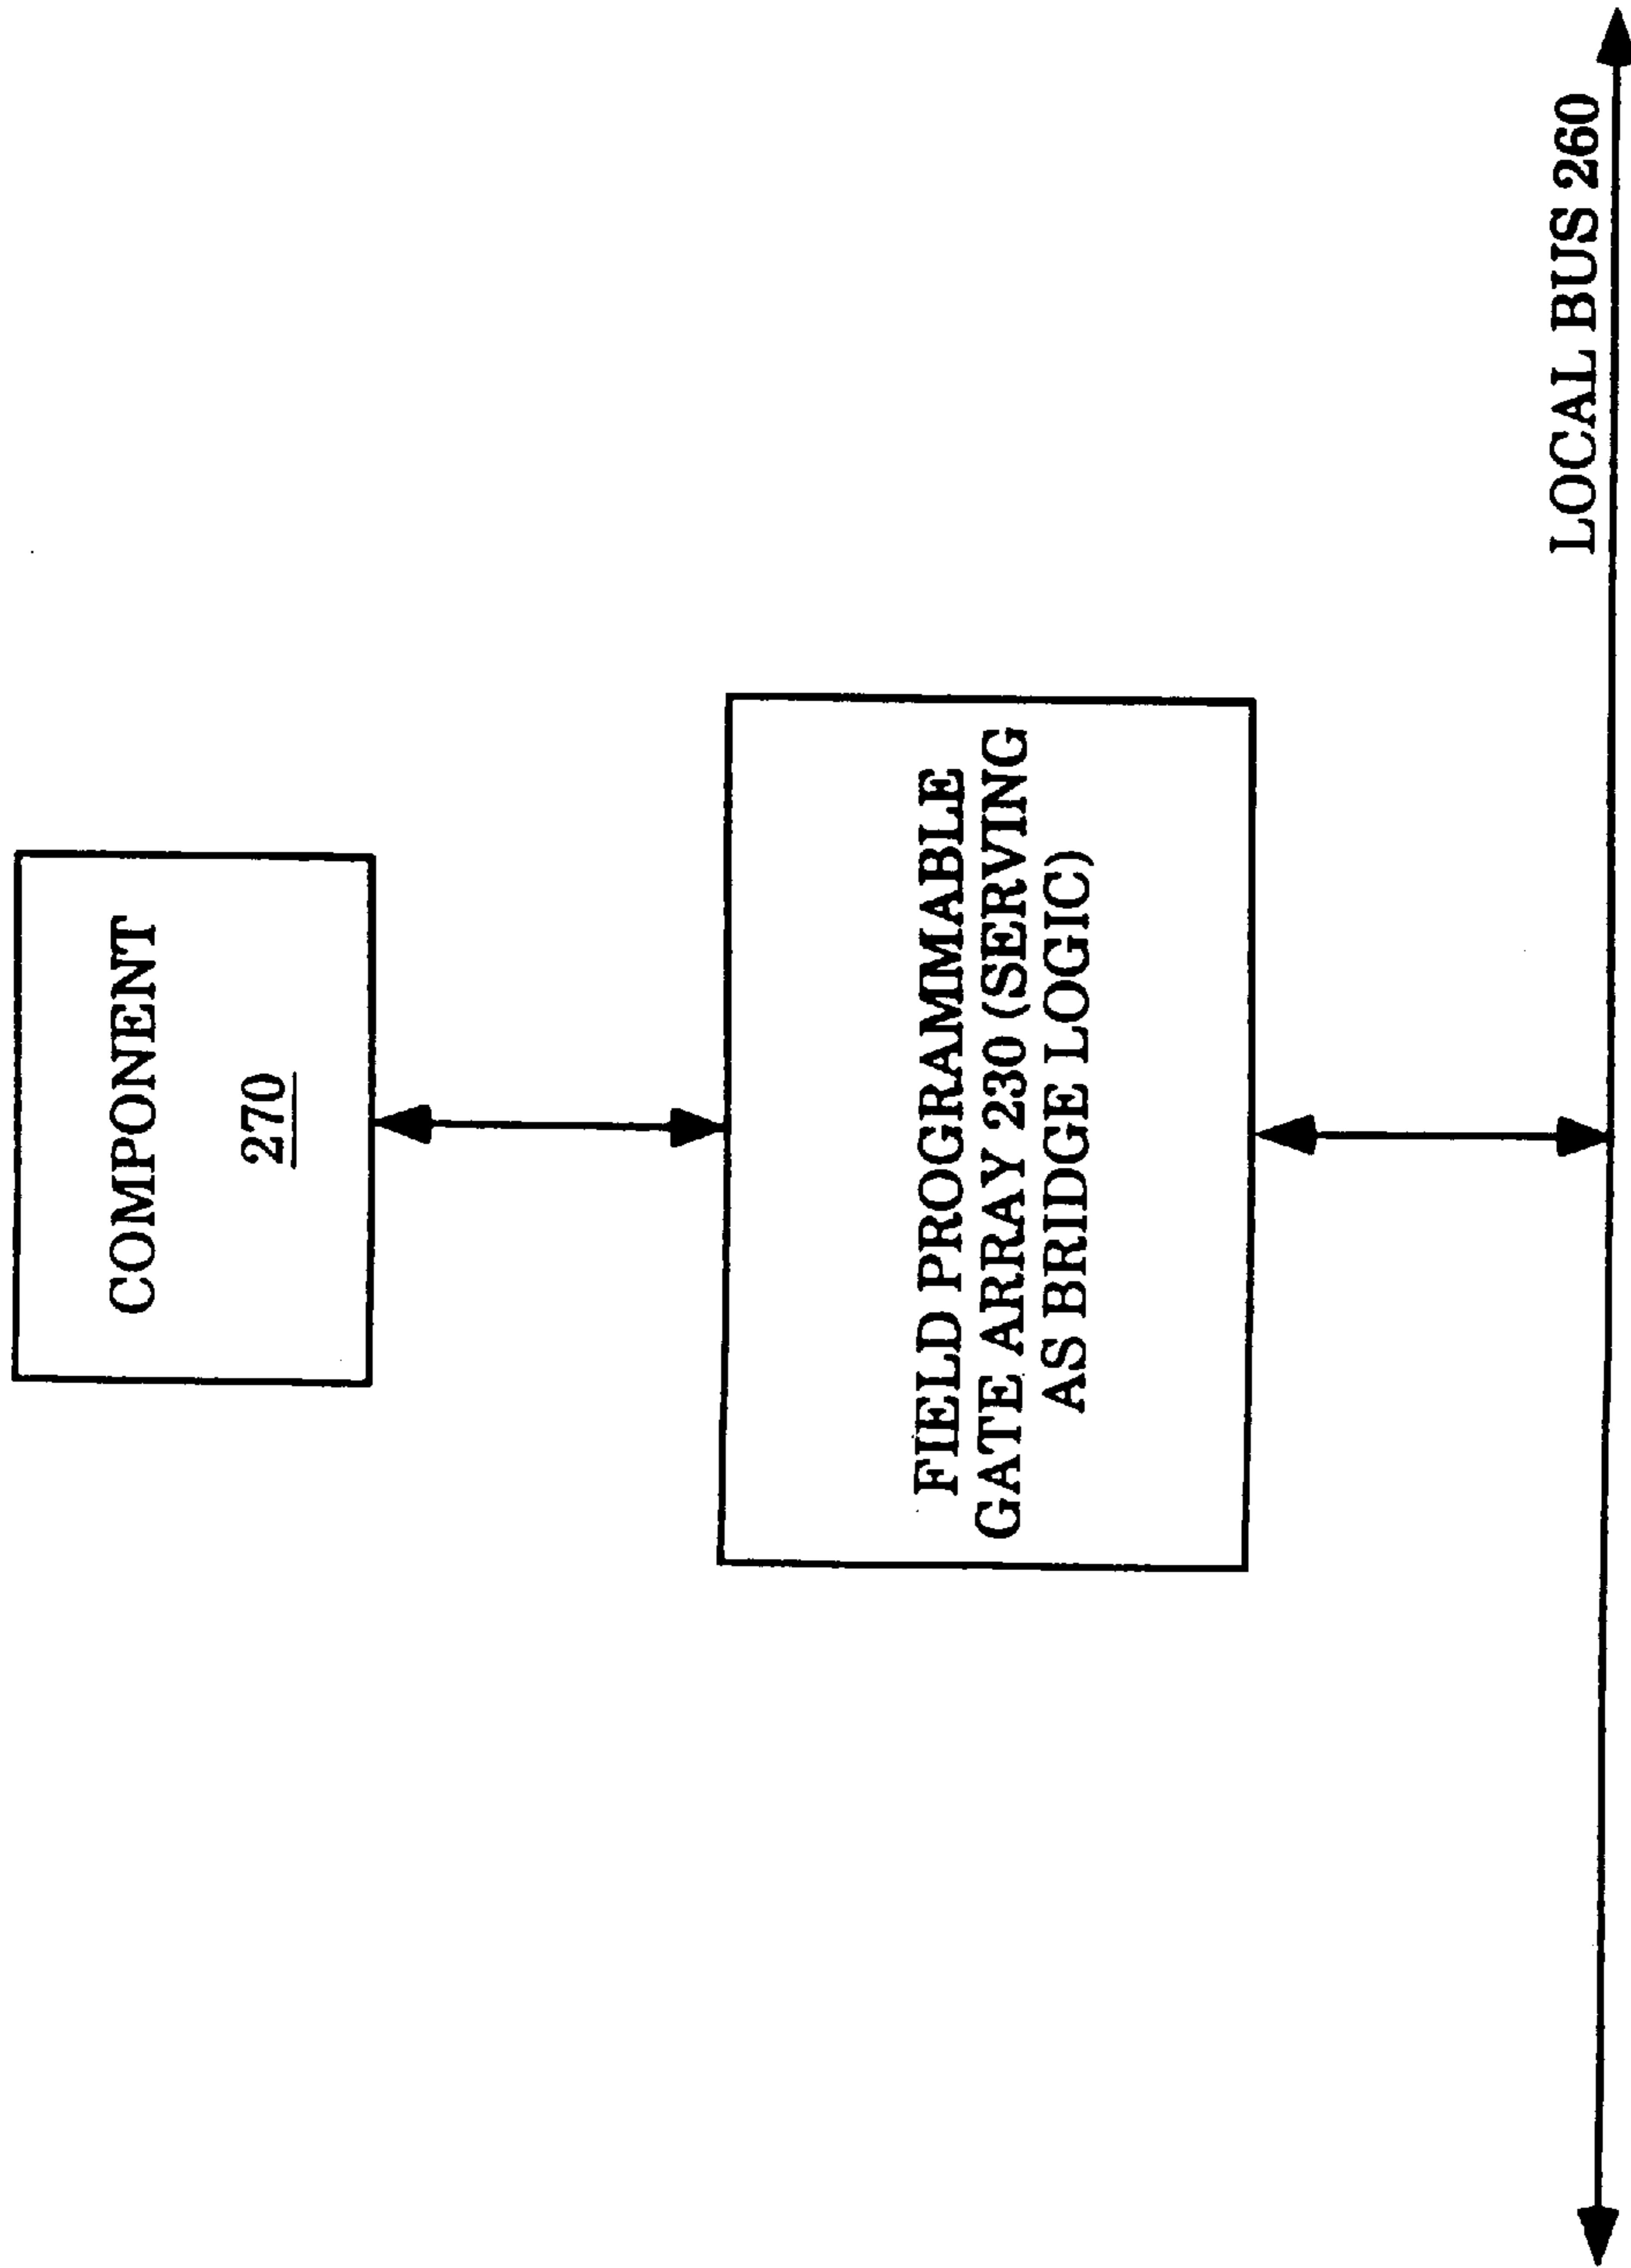 COMPONENT
270
FIELD PROGRAMMABLE
GATE ARRAY 230 (SERVING
AS BRIDGE LOGIC)
LOCAL BUS 260